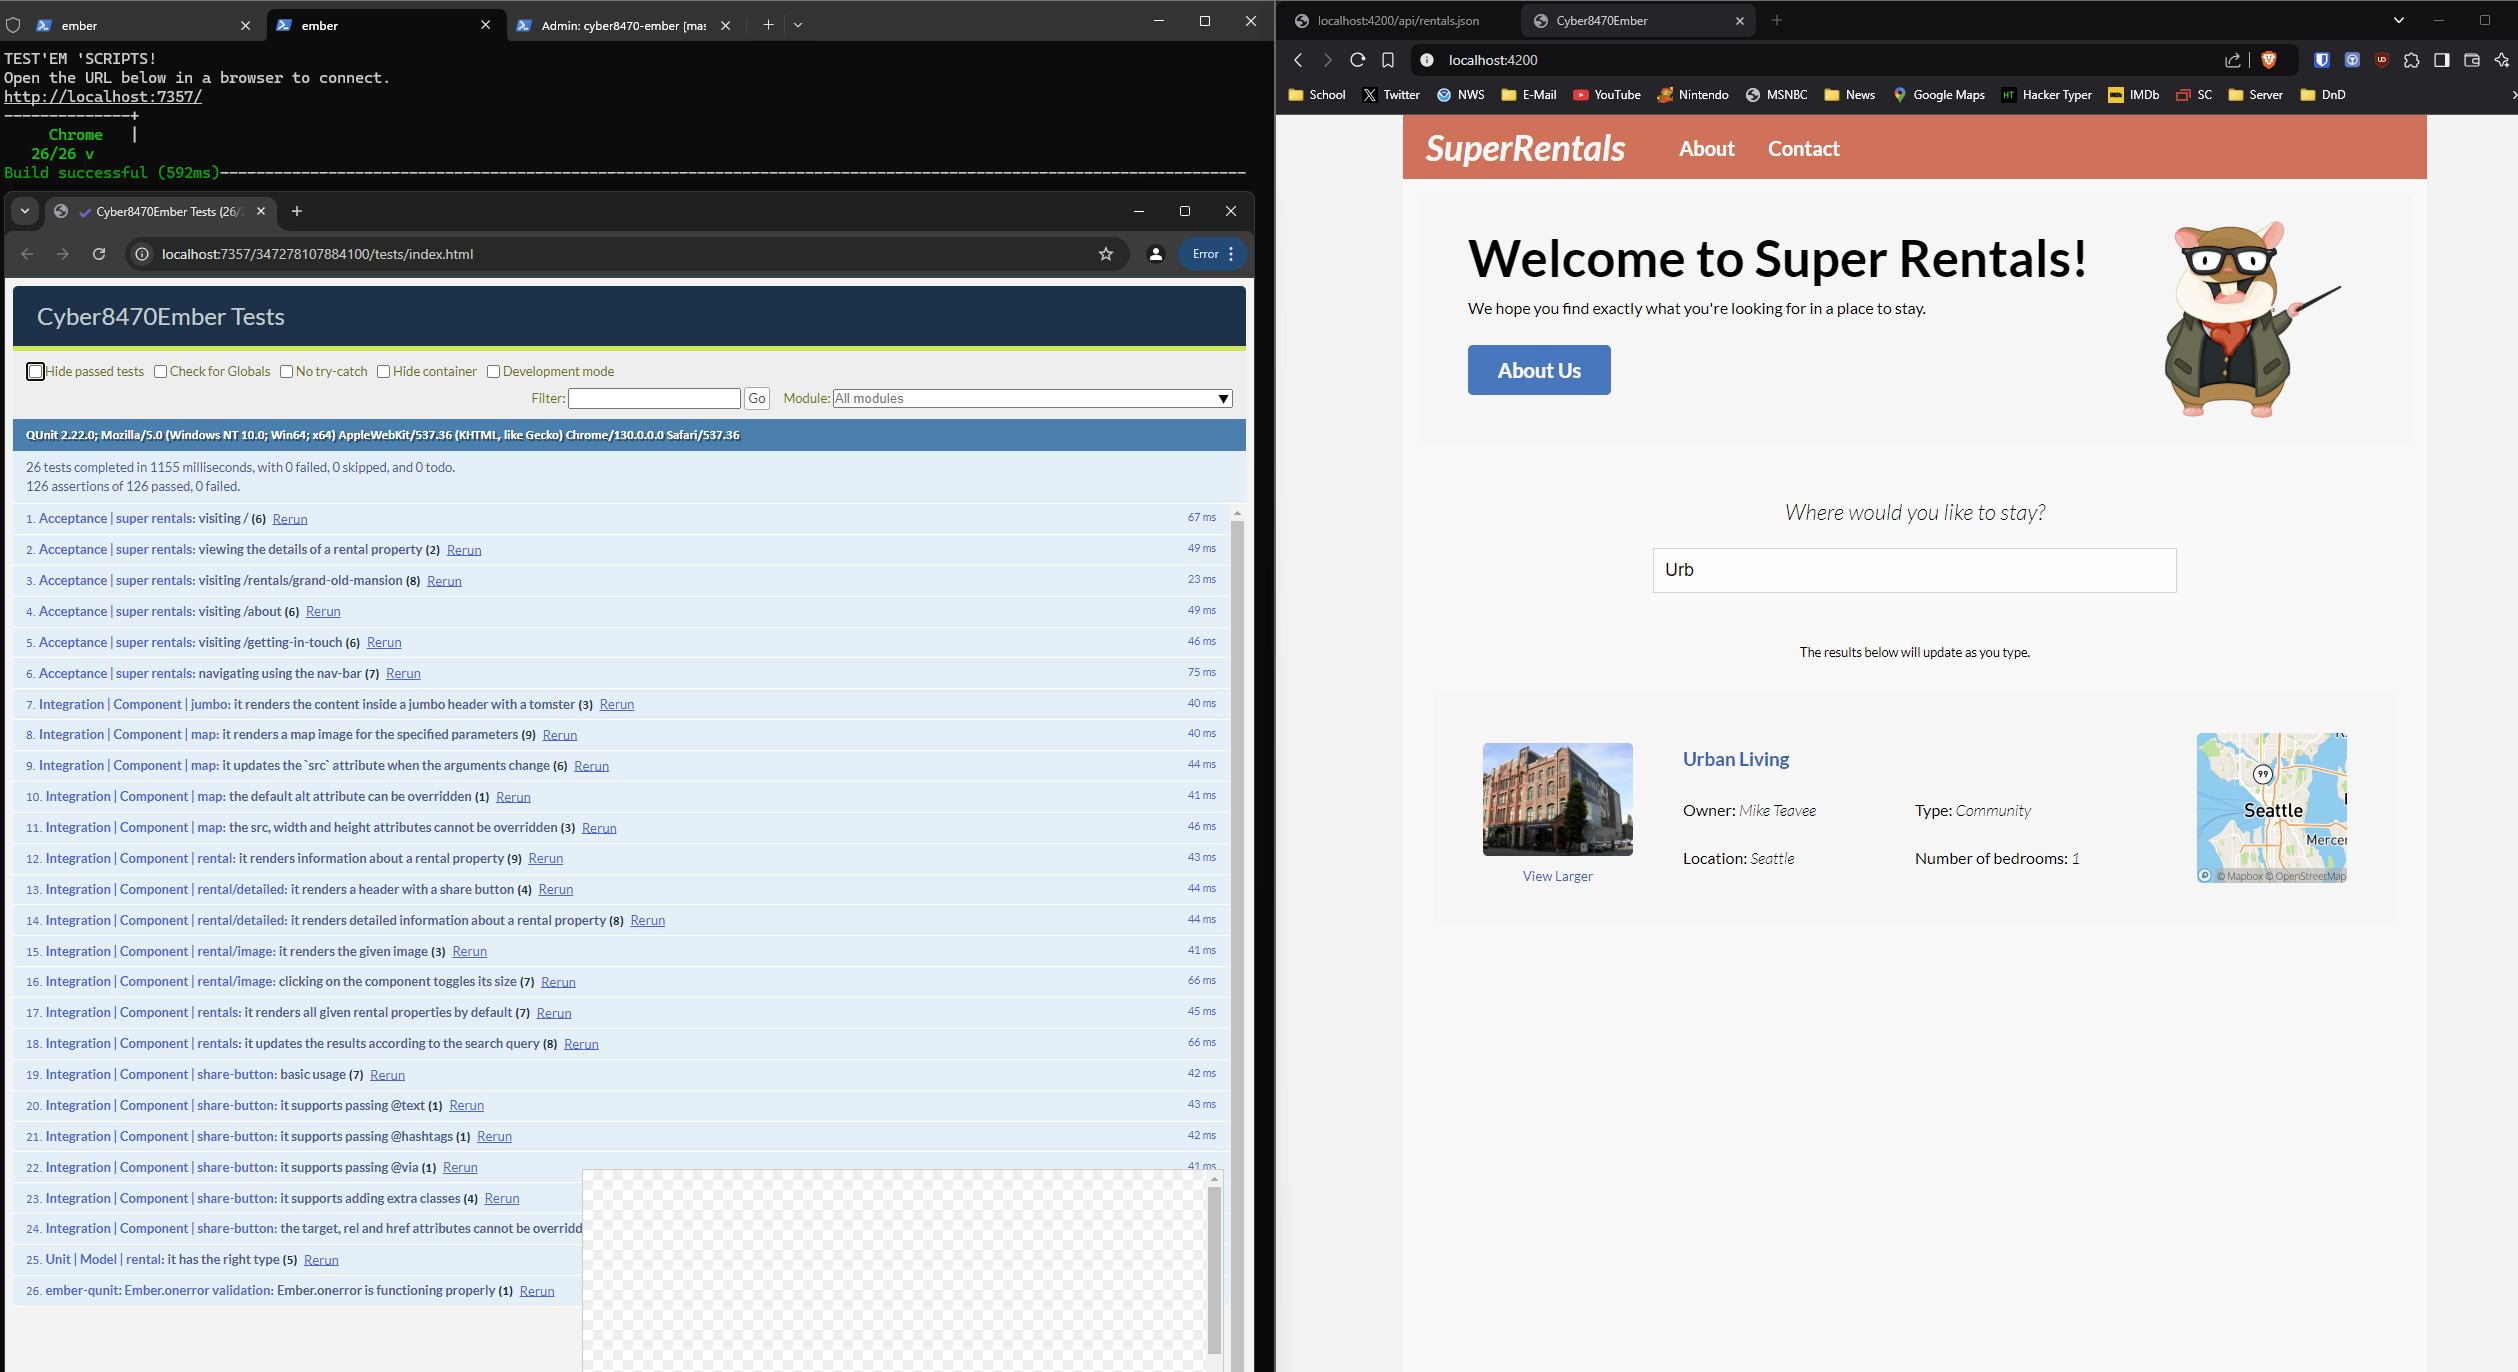 ember
ember
Admin: cyber8470-ember [mas
TEST'EM 'SCRIPTS!
Open the URL below in a browser to connect.
http://localhost:7357/
--------------+
Chrome |
26/26 v
Build successful (592ms)
Cyber8470Ember Tests (26/
localhost:7357/347278107884100/tests/index.html
Error
Cyber8470Ember Tests
Hide passed tests Check for Globals No try-catch Hide container Development mode
Filter: Go Module: All modules
QUnit 2.22.0; Mozilla/5.0 (Windows NT 10.0; Win64; x64) AppleWebKit/537.36 (KHTML, like Gecko) Chrome/130.0.0.0 Safari/537.36
26 tests completed in 1155 milliseconds, with 0 failed, 0 skipped, and 0 todo.
126 assertions of 126 passed, 0 failed.
1. Acceptance | super rentals: visiting / (6) Rerun 67 ms
2. Acceptance | super rentals: viewing the details of a rental property (2) Rerun 49 ms
3. Acceptance | super rentals: visiting /rentals/grand-old-mansion (8) Rerun 23 ms
4. Acceptance | super rentals: visiting /about (6) Rerun 49 ms
5. Acceptance | super rentals: visiting /getting-in-touch (6) Rerun 46 ms
6. Acceptance | super rentals: navigating using the nav-bar (7) Rerun 75 ms
7. Integration | Component | jumbo: it renders the content inside a jumbo header with a tomster (3) Rerun 40 ms
8. Integration | Component | map: it renders a map image for the specified parameters (9) Rerun 40 ms
9. Integration | Component | map: it updates the `src` attribute when the arguments change (6) Rerun 44 ms
10. Integration | Component | map: the default alt attribute can be overridden (1) Rerun 41 ms
11. Integration | Component | map: the src, width and height attributes cannot be overridden (3) Rerun 46 ms
12. Integration | Component | rental: it renders information about a rental property (9) Rerun 43 ms
13. Integration | Component | rental/detailed: it renders a header with a share button (4) Rerun 44 ms
14. Integration | Component | rental/detailed: it renders detailed information about a rental property (8) Rerun 44 ms
15. Integration | Component | rental/image: it renders the given image (3) Rerun 41 ms
16. Integration | Component | rental/image: clicking on the component toggles its size (7) Rerun 66 ms
17. Integration | Component | rentals: it renders all given rental properties by default (7) Rerun 45 ms
18. Integration | Component | rentals: it updates the results according to the search query (8) Rerun 66 ms
19. Integration | Component | share-button: basic usage (7) Rerun 42 ms
20. Integration | Component | share-button: it supports passing @text (1) Rerun 43 ms
21. Integration | Component | share-button: it supports passing @hashtags (1) Rerun 42 ms
22. Integration | Component | share-button: it supports passing @via (1) Rerun 41 ms
23. Integration | Component | share-button: it supports adding extra classes (4) Rerun
24. Integration | Component | share-button: the target, rel and href attributes cannot be overridd
25. Unit | Model | rental: it has the right type (5) Rerun
26. ember-qunit: Ember.onerror validation: Ember.onerror is functioning properly (1) Rerun
localhost:4200/api/rentals.json
Cyber8470Ember
localhost:4200
School Twitter NWS E-Mail YouTube Nintendo MSNBC News Google Maps HT Hacker Typer IMDb SC Server DnD
SuperRentals About Contact
Welcome to Super Rentals!
We hope you find exactly what you're looking for in a place to stay.
About Us
Where would you like to stay?
Urb
The results below will update as you type.
Urban Living
Owner: Mike Teavee Type: Community
Location: Seattle Number of bedrooms: 1
View Larger
99
Seattle
Mercer
© Mapbox © OpenStreetMap